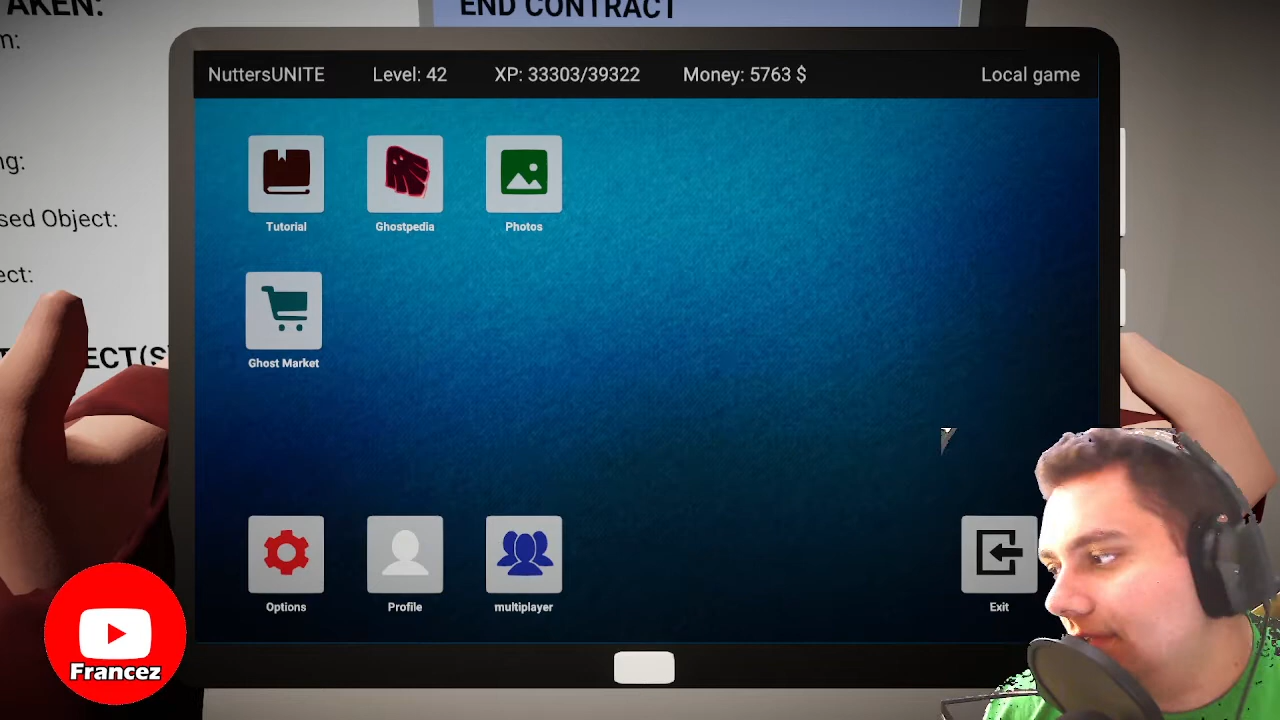 AKEN:
END CONTRACT
m:
NuttersUNITE Level: 42 XP: 33303/39322 Money: 5763 $ Local game
ng:
sed Object:
Tutorial Ghostpedia Photos
ect:
ECT(S)
Ghost Market
Options Profile multiplayer Exit
Francez